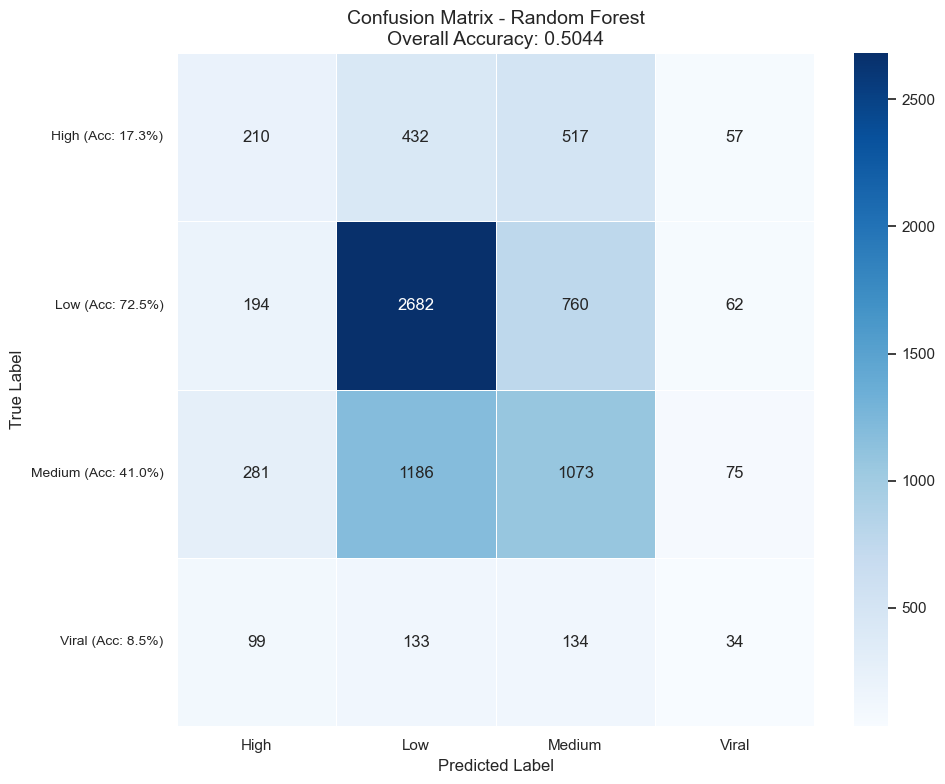 Confusion Matrix - Random Forest
Overall Accuracy: 0.5044
True Label
High (Acc: 17.3%) 210 432 517 57
Low (Acc: 72.5%) 194 2682 760 62
Medium (Acc: 41.0%) 281 1186 1073 75
Viral (Acc: 8.5%) 99 133 134 34
High Low Medium Viral
Predicted Label
2500
2000
1500
1000
500